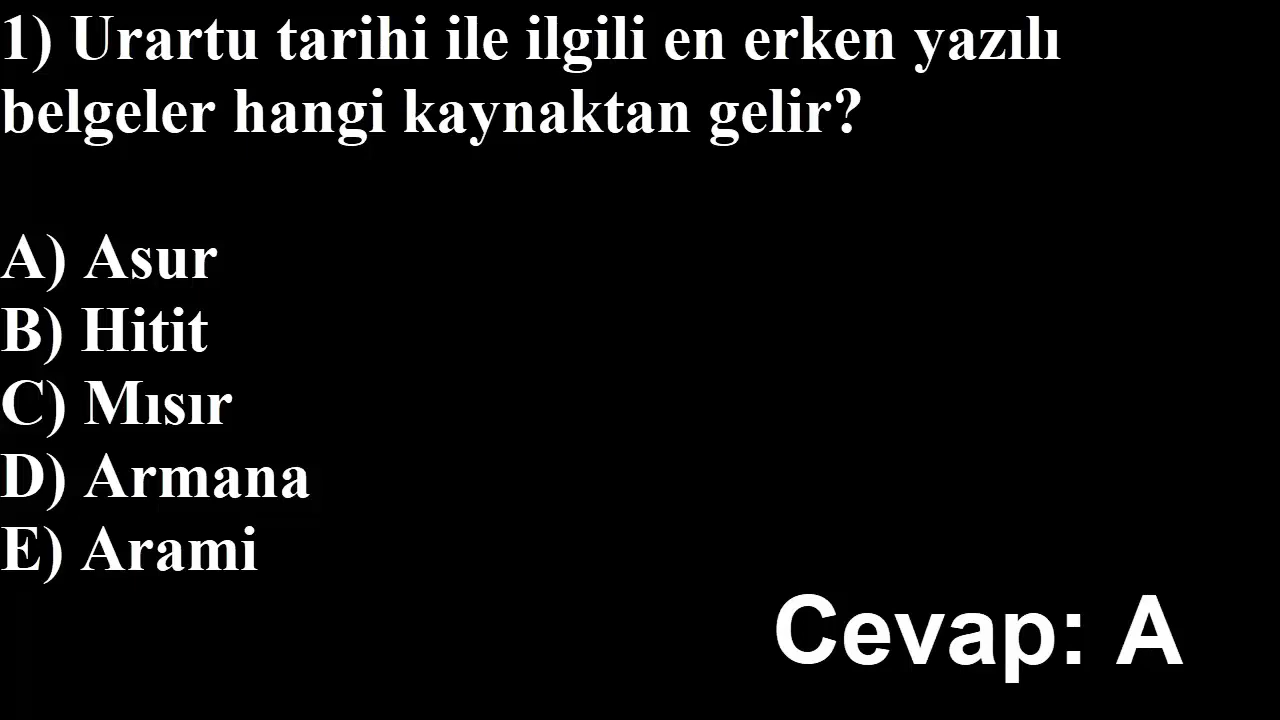 1) Urartu tarihi ile ilgili en erken yazılı
belgeler hangi kaynaktan gelir?
A) Asur
B) Hitit
C) Mısır
D) Armana
E) Arami
Cevap: A